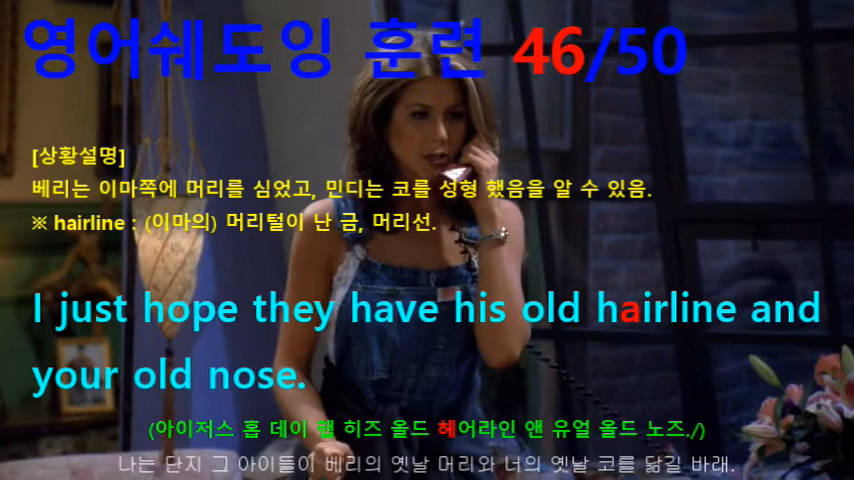 영어쉐도잉 훈련 46/50
[상황설명]
베리는 이마쪽에 머리를 심었고, 민디는 코를 성형 했음을 알 수 있음.
※ hairline : (이마의) 머리털이 난 금, 머리선.
I just hope they have his old hairline and
your old nose.
(아이저스 홉 데이 햅 히즈 올드 헤어라인 앤 유얼 올드 노즈./)
나는 단지 그 아이들이 베리의 옛날 머리와 너의 옛날 코를 닮길 바래.